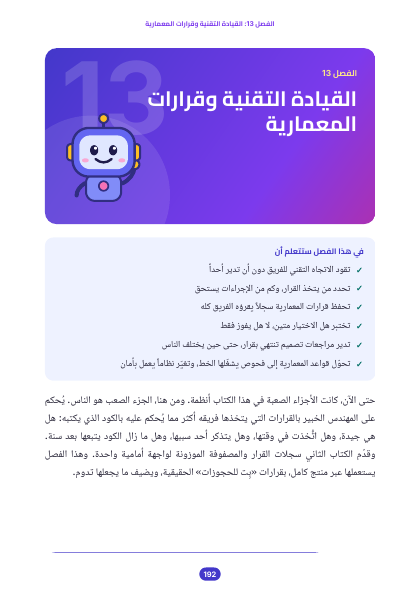 الفصل 13: القيادة التقنية وقرارات المعمارية
13
الفصل 13
القيادة التقنية وقرارات
المعمارية
في هذا الفصل ستتعلم أن
✓ تقود الاتجاه التقني للفريق دون أن تدير أحداً
✓ تحدد من يتخذ القرار، وكم من الإجراءات يستحق
✓ تحفظ قرارات المعمارية سجلاً يقرؤه الفريق كله
✓ تختبر هل الاختيار متين، لا هل يفوز فقط
✓ تدير مراجعات تصميم تنتهي بقرار، حتى حين يختلف الناس
✓ تحوّل قواعد المعمارية إلى فحوص يشغّلها الخط، وتغيّر نظاماً يعمل بأمان
حتى الآن، كانت الأجزاء الصعبة في هذا الكتاب أنظمة. ومن هنا، الجزء الصعب هو الناس. يُحكم
على المهندس الخبير بالقرارات التي يتخذها فريقه أكثر مما يُحكم عليه بالكود الذي يكتبه: هل
هي جيدة، وهل اتُّخذت في وقتها، وهل يتذكر أحد سببها، وهل ما زال الكود يتبعها بعد سنة.
وقدّم الكتاب الثاني سجلات القرار والمصفوفة الموزونة لواجهة أمامية واحدة. وهذا الفصل
يستعملها عبر منتج كامل، بقرارات «بِت للحجوزات» الحقيقية، ويضيف ما يجعلها تدوم.
192